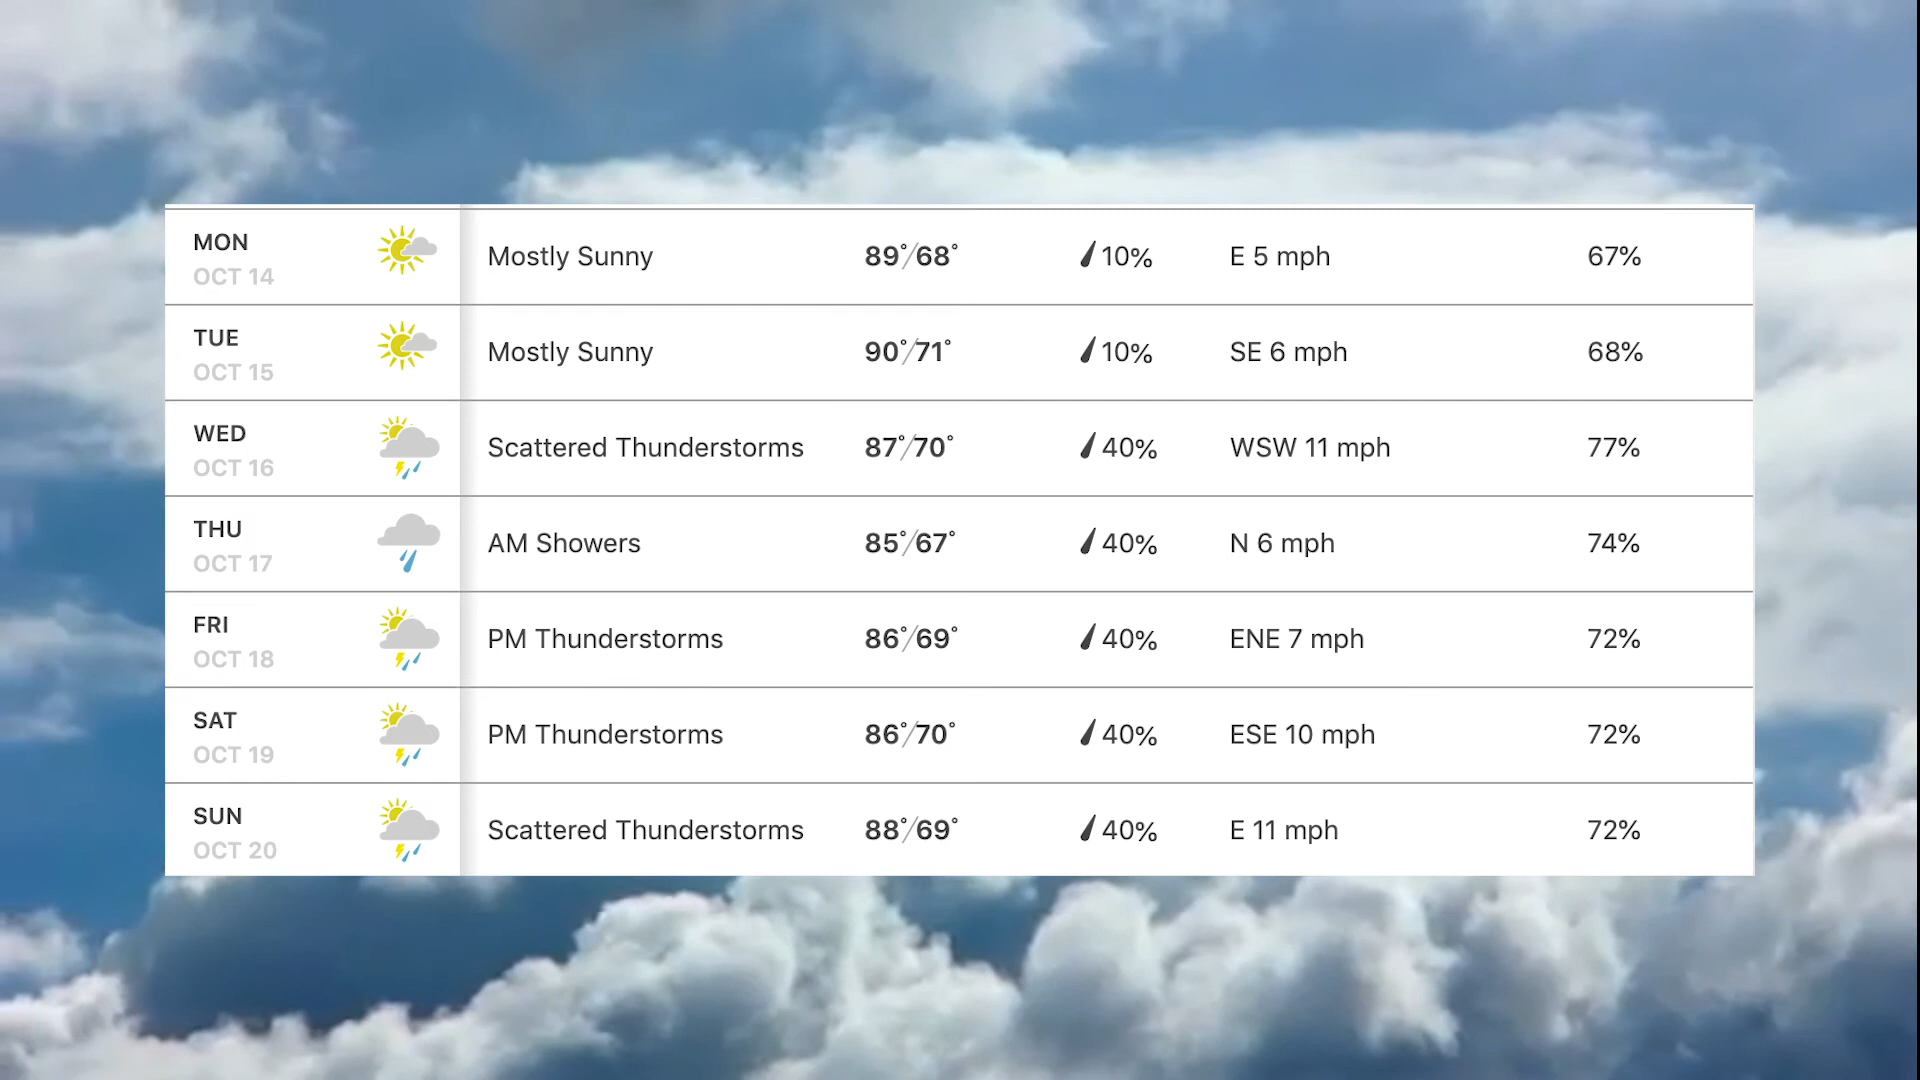 MON
OCT 14
Mostly Sunny 89°/68° 10% E 5 mph 67%
TUE
OCT 15
Mostly Sunny 90°/71° 10% SE 6 mph 68%
WED
OCT 16
Scattered Thunderstorms 87°/70° 40% WSW 11 mph 77%
THU
OCT 17
AM Showers 85°/67° 40% N 6 mph 74%
FRI
OCT 18
PM Thunderstorms 86°/69° 40% ENE 7 mph 72%
SAT
OCT 19
PM Thunderstorms 86°/70° 40% ESE 10 mph 72%
SUN
OCT 20
Scattered Thunderstorms 88°/69° 40% E 11 mph 72%